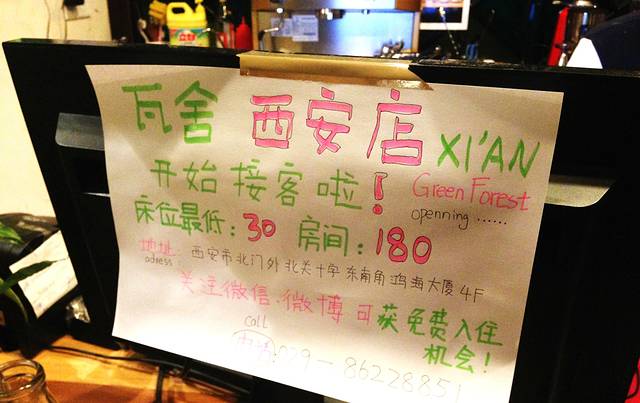 瓦舍 西安店 XI'AN
开始接客啦! Green Forest
openning ......
床位最低:30 房间:180
地址: 西安市北门外北关十字东南角鸿海大厦4F
adress
关注微信.微博可获免费入住
机会!
call
电话:029-86228851